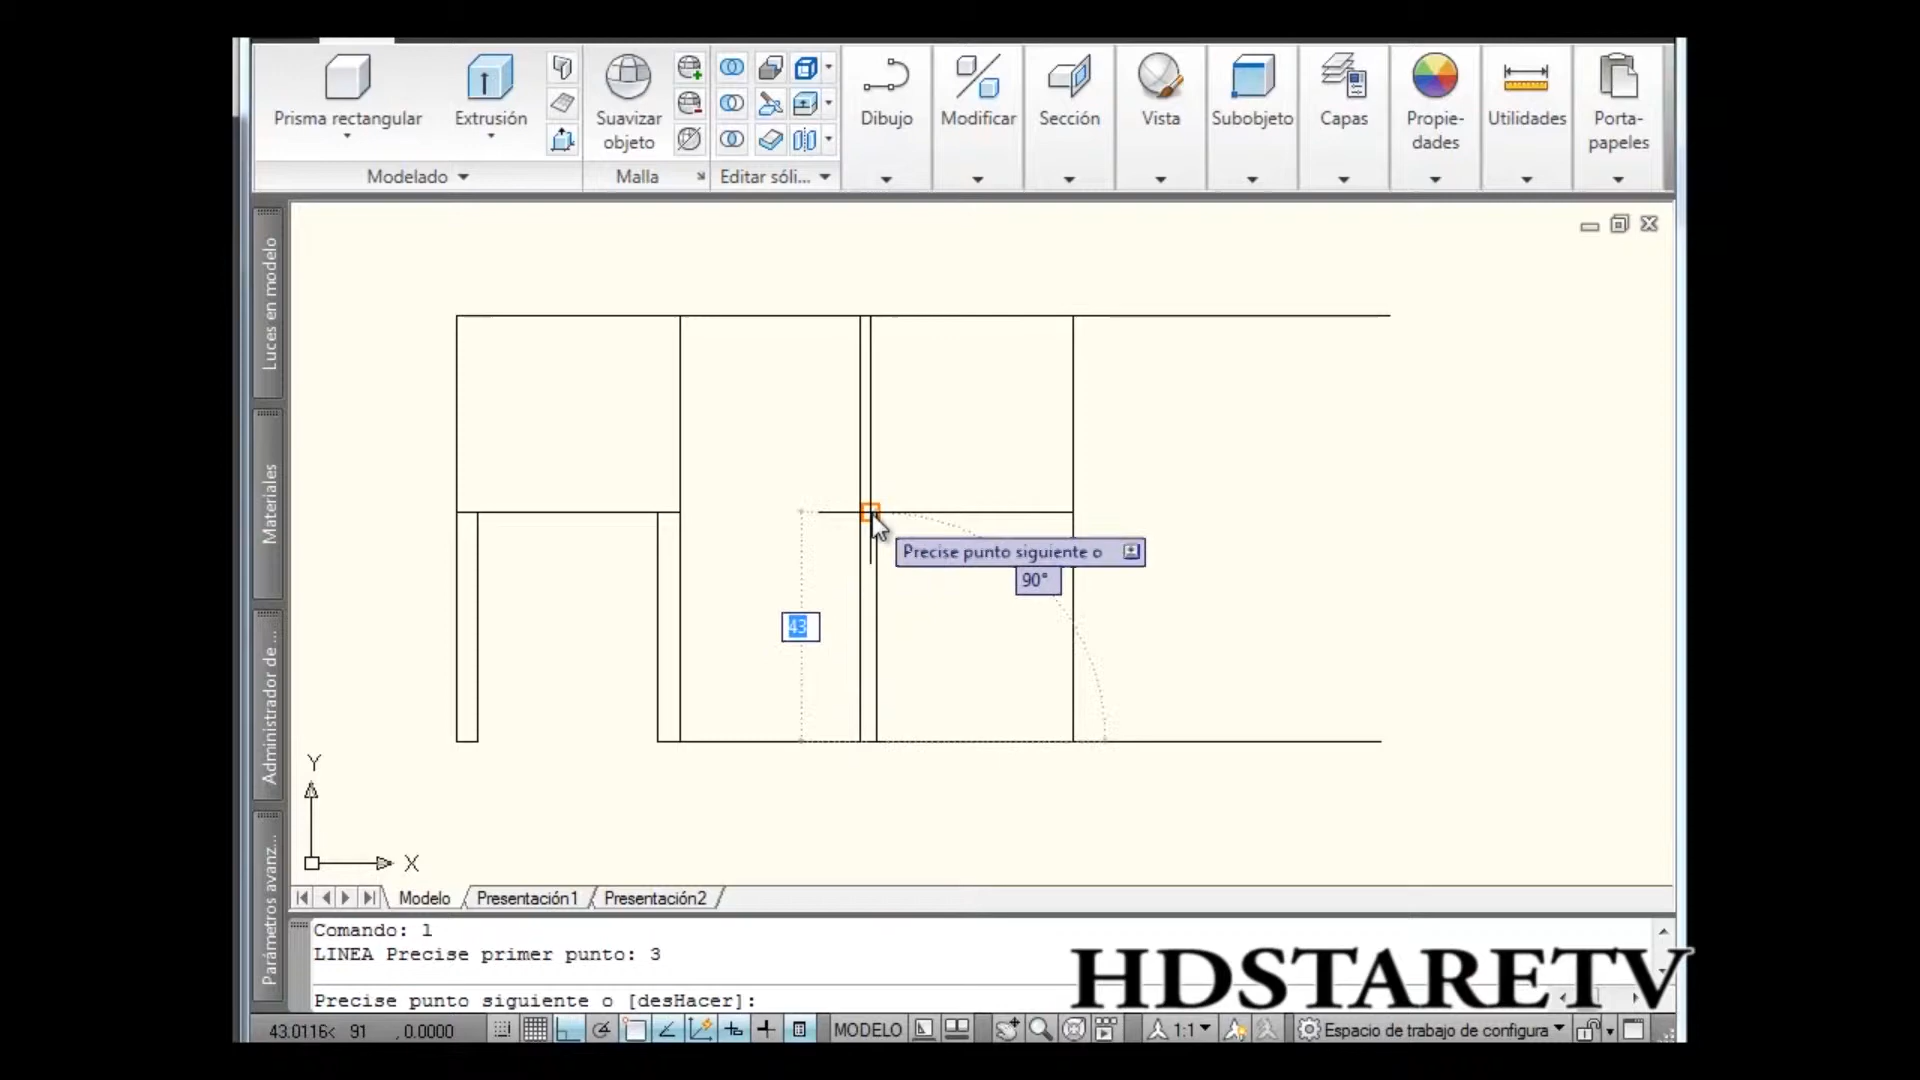 Prisma rectangular
Extrusión
Suavizar
objeto
Dibujo
Modificar
Sección
Vista
Subobjeto
Capas
Propie-
dades
Utilidades
Porta-
papeles
Modelado
Malla
Editar sóli...
Luces en modelo
Materiales
Administrador de...
Parámetros avanz...
Precise punto siguiente o
90°
43
Y
X
Modelo
Presentación1
Presentación2
Comando: l
LINEA Precise primer punto: 3
Precise punto siguiente o [desHacer]:
HDSTARETV
43.0116< 91 ,0.0000
MODELO
1:1
Espacio de trabajo de configura